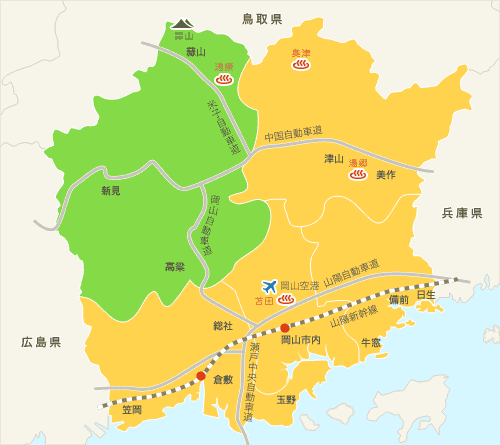 鳥取県
蒜山
蒜山
湯原
奥津
米子自動車道
中国自動車道
津山
湯郷
美作
新見
兵庫県
岡山自動車道
高梁
山陽自動車道
岡山空港
苫田
日生
備前
山陽新幹線
総社
広島県
岡山市内
牛窓
瀬戸中央自動車道
倉敷
玉野
笠岡